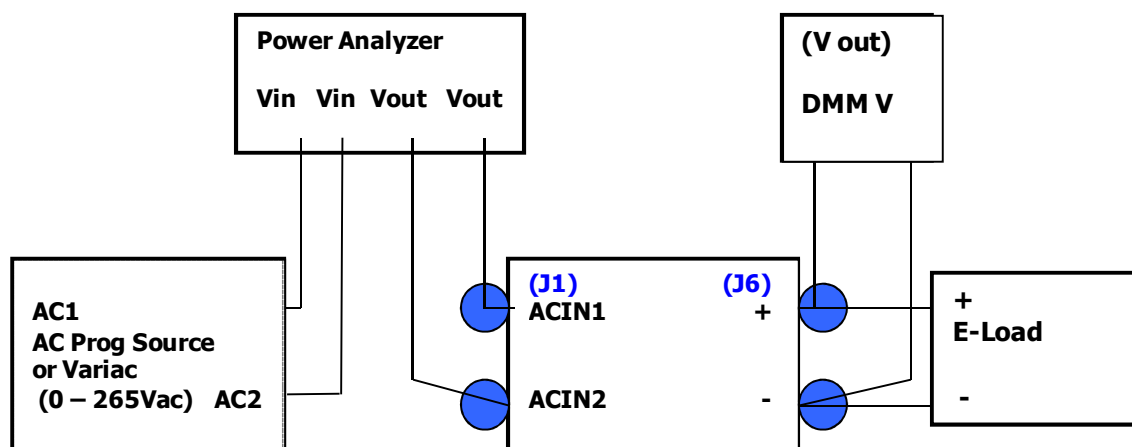 Power Analyzer
Vin Vin Vout Vout
(V out)
DMM V
AC1
AC Prog Source
or Variac
(0 – 265Vac) AC2
(J1) (J6)
ACIN1 +
ACIN2 -
+
E-Load
-